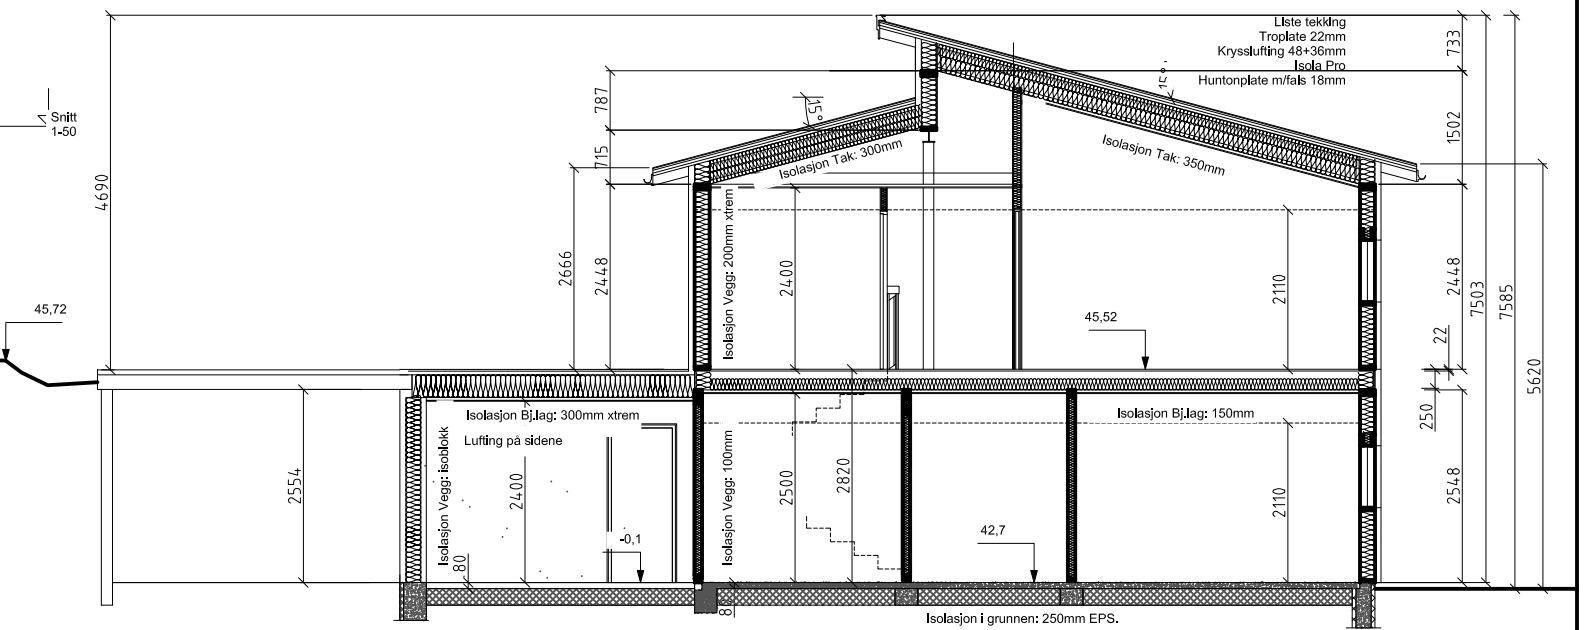 Liste tekking
Troplate 22mm
Krysslufting 48+36mm
Isola Pro
Huntonplate m/fals 18mm
733
Snitt
1-50
787
15°
15°
1502
715
Isolasjon Tak: 300mm
Isolasjon Tak: 350mm
4690
2666
2448
Isolasjon Vegg: 200mm xtrem
2400
2110
2448
7503
7585
45,72
45,52
22
5620
250
Isolasjon Bj.lag: 300mm xtrem
Isolasjon Bj.lag: 150mm
Lufting på sidene
Isolasjon Vegg: isoblokk
Isolasjon Vegg: 100mm
2554
2400
2500
2820
2110
2548
-0,1
42,7
80
8
Isolasjon i grunnen: 250mm EPS.